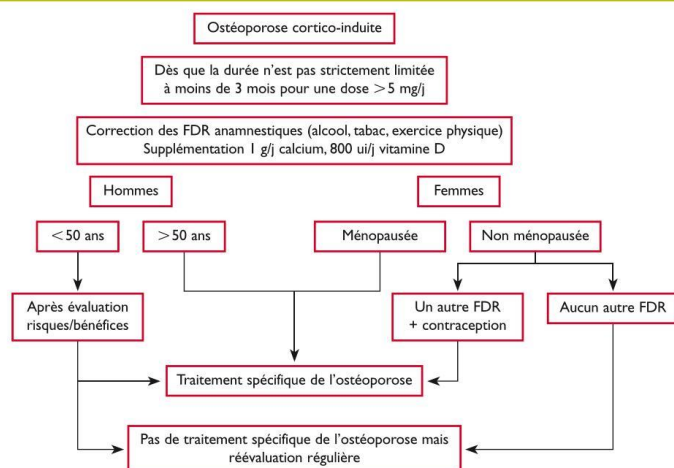 Ostéoporose cortico-induite
Dès que la durée n'est pas strictement limitée
à moins de 3 mois pour une dose >5 mg/j
Correction des FDR anamnestiques (alcool, tabac, exercice physique)
Supplémentation 1 g/j calcium, 800 ui/j vitamine D
Hommes
Femmes
<50 ans
>50 ans
Ménopausée
Non ménopausée
Après évaluation
risques/bénéfices
Un autre FDR
+ contraception
Aucun autre FDR
Traitement spécifique de l'ostéoporose
Pas de traitement spécifique de l'ostéoporose mais
réévaluation régulière